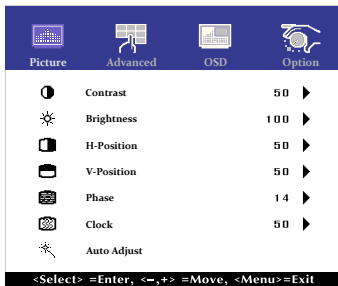 Picture Advanced OSD Option
Contrast 50
Brightness 100
H-Position 50
V-Position 50
Phase 14
Clock 50
Auto Adjust
<Select> =Enter, <−,+> =Move, <Menu>=Exit